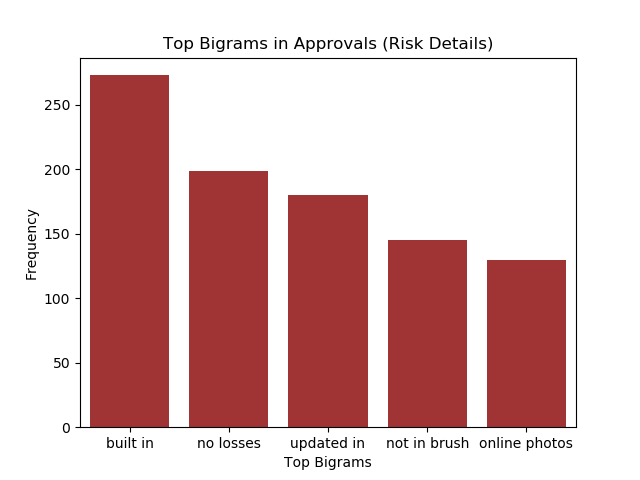 Top Bigrams in Approvals (Risk Details)
Frequency
250
200
150
100
50
0
built in no losses updated in not in brush online photos
Top Bigrams